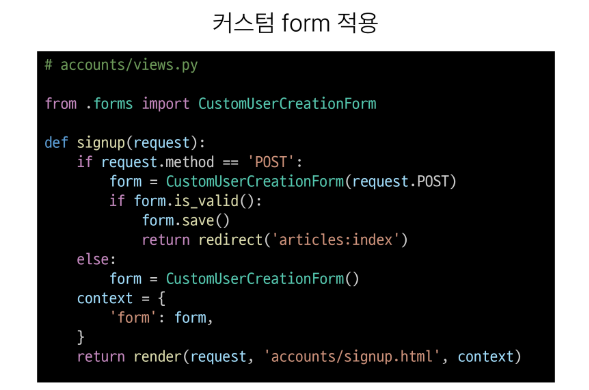 커스텀 form 적용
# accounts/views.py
from .forms import CustomUserCreationForm
def signup(request):
    if request.method == 'POST':
        form = CustomUserCreationForm(request.POST)
        if form.is_valid():
            form.save()
            return redirect('articles:index')
    else:
        form = CustomUserCreationForm()
    context = {
        'form': form,
    }
    return render(request, 'accounts/signup.html', context)